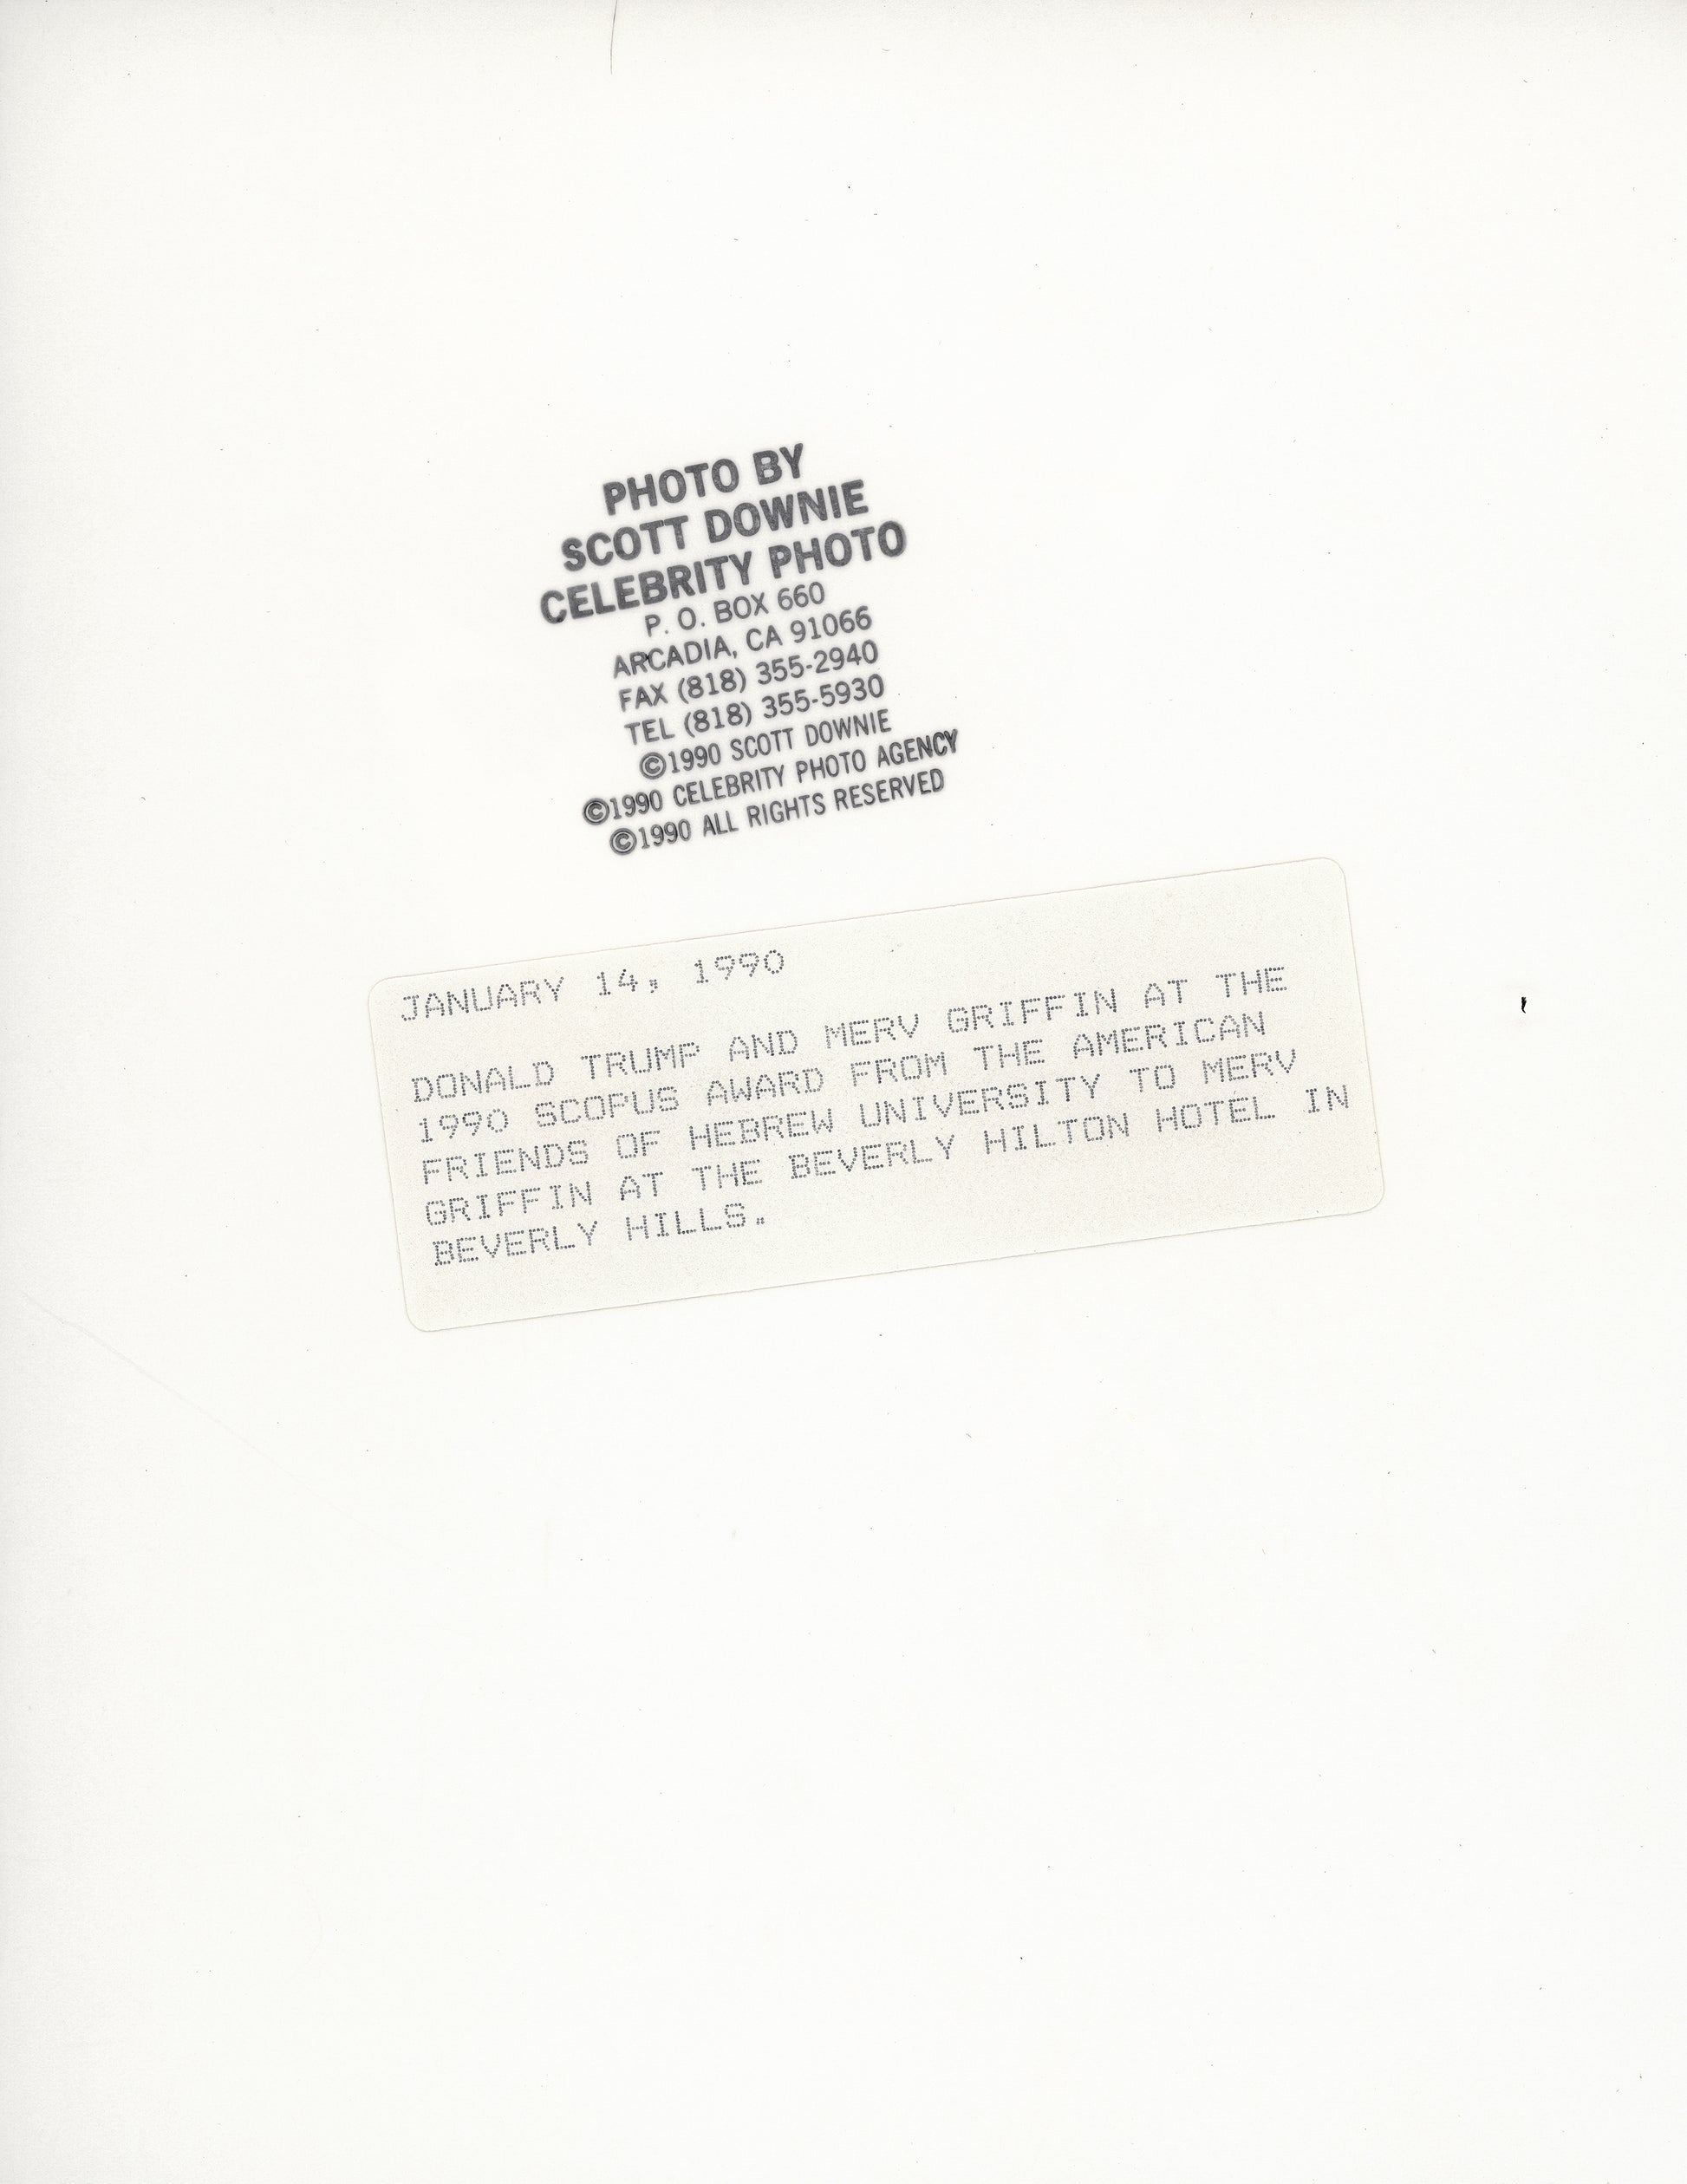 PHOTO BY
SCOTT DOWNIE
CELEBRITY PHOTO
P. O. BOX 660
ARCADIA, CA 91066
FAX (818) 355-2940
TEL (818) 355-5930
©1990 SCOTT DOWNIE
©1990 CELEBRITY PHOTO AGENCY
©1990 ALL RIGHTS RESERVED
JANUARY 14, 1990
DONALD TRUMP AND MERV GRIFFIN AT THE
1990 SCOPUS AWARD FROM THE AMERICAN
FRIENDS OF HEBREW UNIVERSITY TO MERV
GRIFFIN AT THE BEVERLY HILTON HOTEL IN
BEVERLY HILLS.